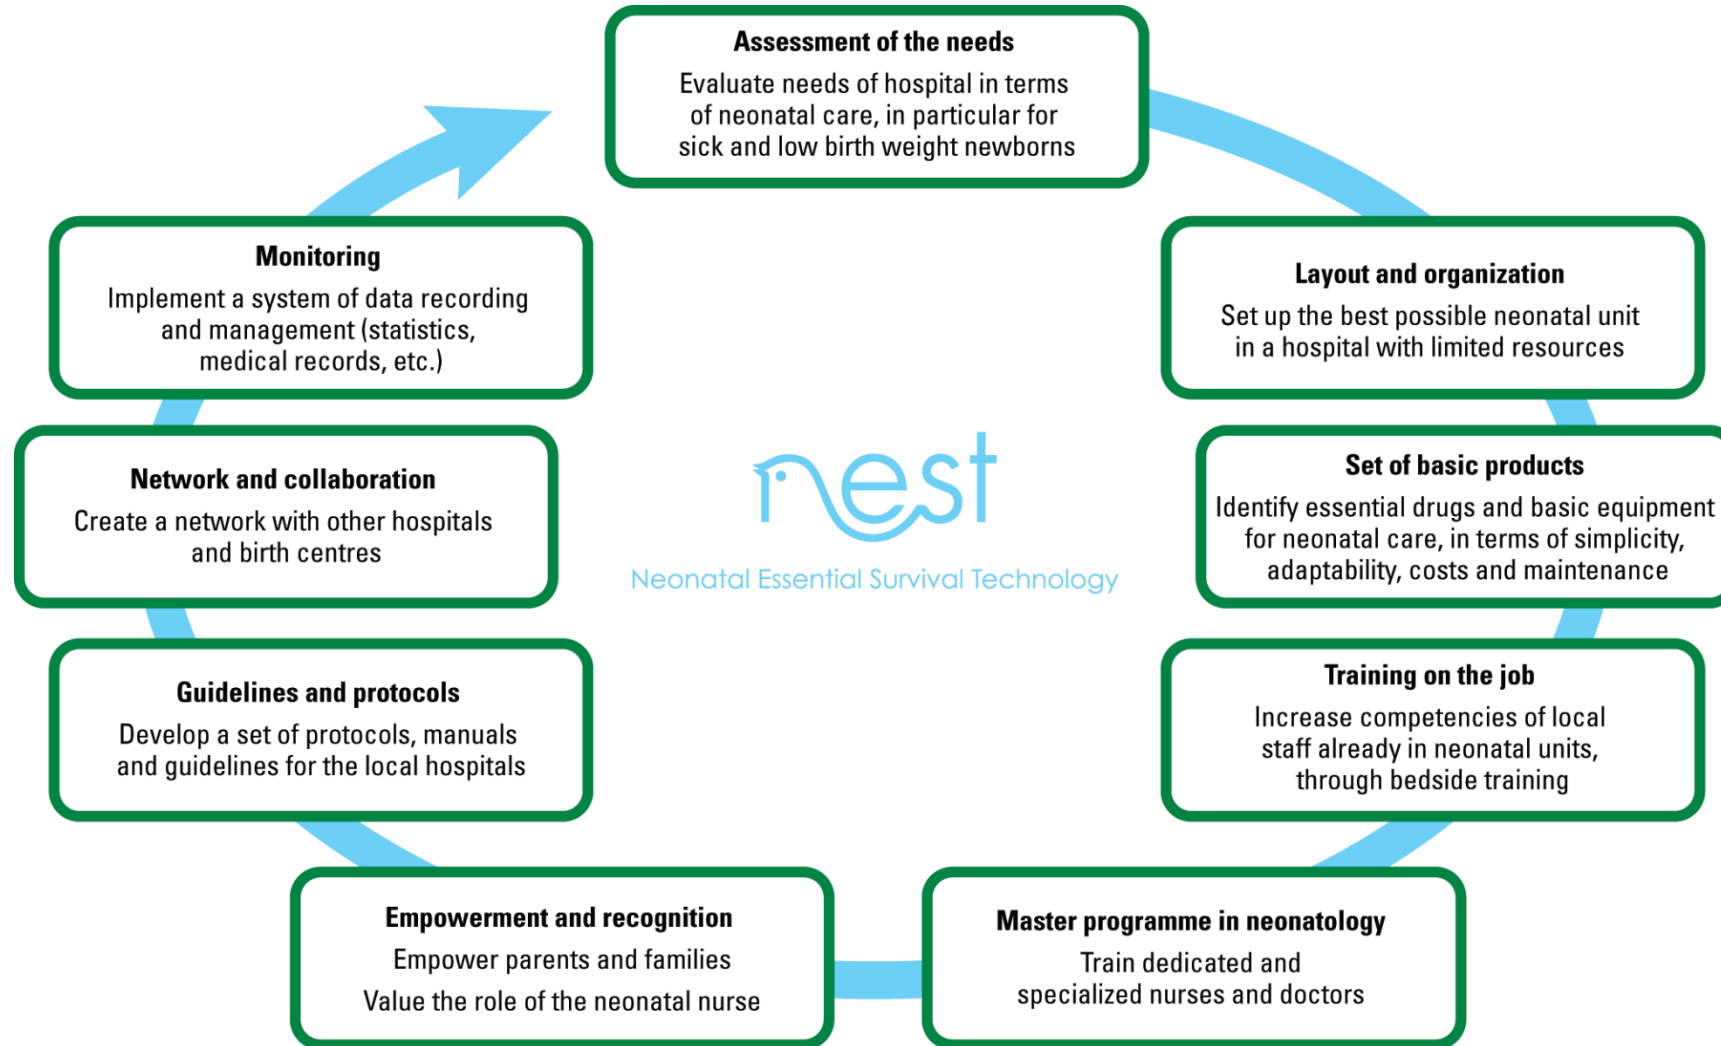 Assessment of the needs
Evaluate needs of hospital in terms
of neonatal care, in particular for
sick and low birth weight newborns
Layout and organization
Set up the best possible neonatal unit
in a hospital with limited resources
Set of basic products
Identify essential drugs and basic equipment
for neonatal care, in terms of simplicity,
adaptability, costs and maintenance
Training on the job
Increase competencies of local
staff already in neonatal units,
through bedside training
Master programme in neonatology
Train dedicated and
specialized nurses and doctors
Empowerment and recognition
Empower parents and families
Value the role of the neonatal nurse
Guidelines and protocols
Develop a set of protocols, manuals
and guidelines for the local hospitals
Network and collaboration
Create a network with other hospitals
and birth centres
Monitoring
Implement a system of data recording
and management (statistics,
medical records, etc.)
nest
Neonatal Essential Survival Technology